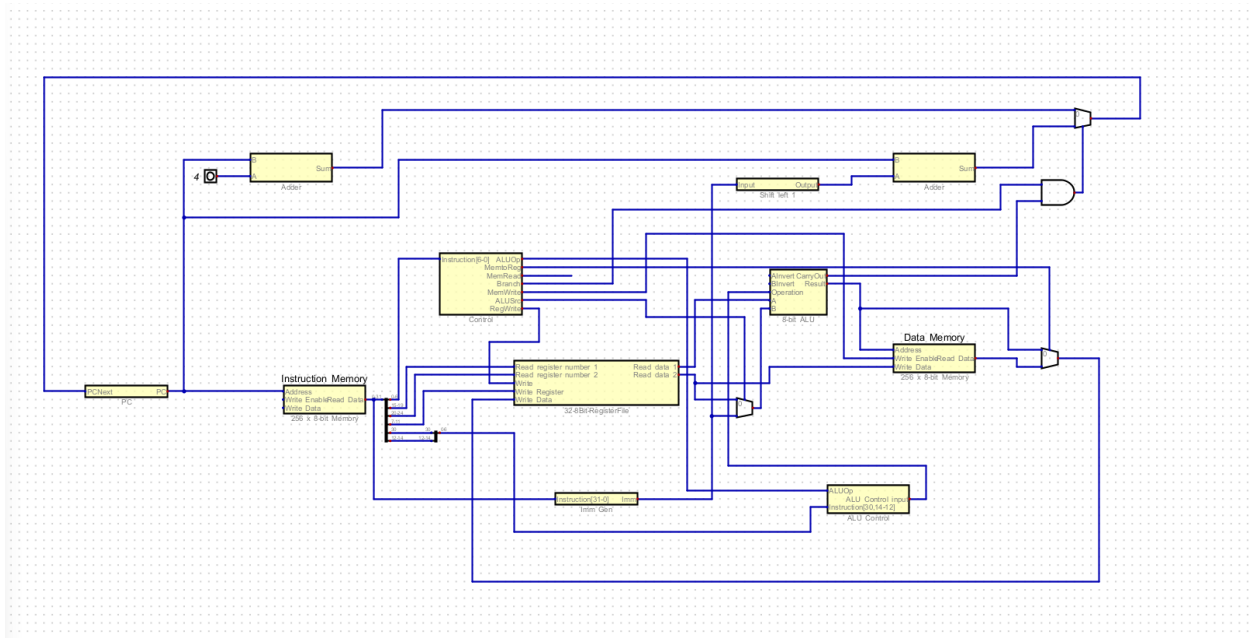 4
B
A
Sum
Adder
B
A
Sum
Adder
Input
Output
Shift left 1
Instruction[6-0]
ALUOp
MemtoReg
MemRead
Branch
MemWrite
ALUSrc
RegWrite
Control
AInvert
CarryOut
BInvert
Result
Operation
A
B
8-bit ALU
0
Data Memory
Address
Write Enable
Read Data
Write Data
256 x 8-bit Memory
0
PCNext
PC
PC
Instruction Memory
Address
Write Enable
Read Data
Write Data
256 x 8-bit Memory
Read register number 1
Read data 1
Read register number 2
Read data 2
Write
Write Register
Write Data
32-8Bit-RegisterFile
0
Instruction[31-0]
Imm
Imm Gen
ALUOp
ALU Control input
Instruction[30,14-12]
ALU Control